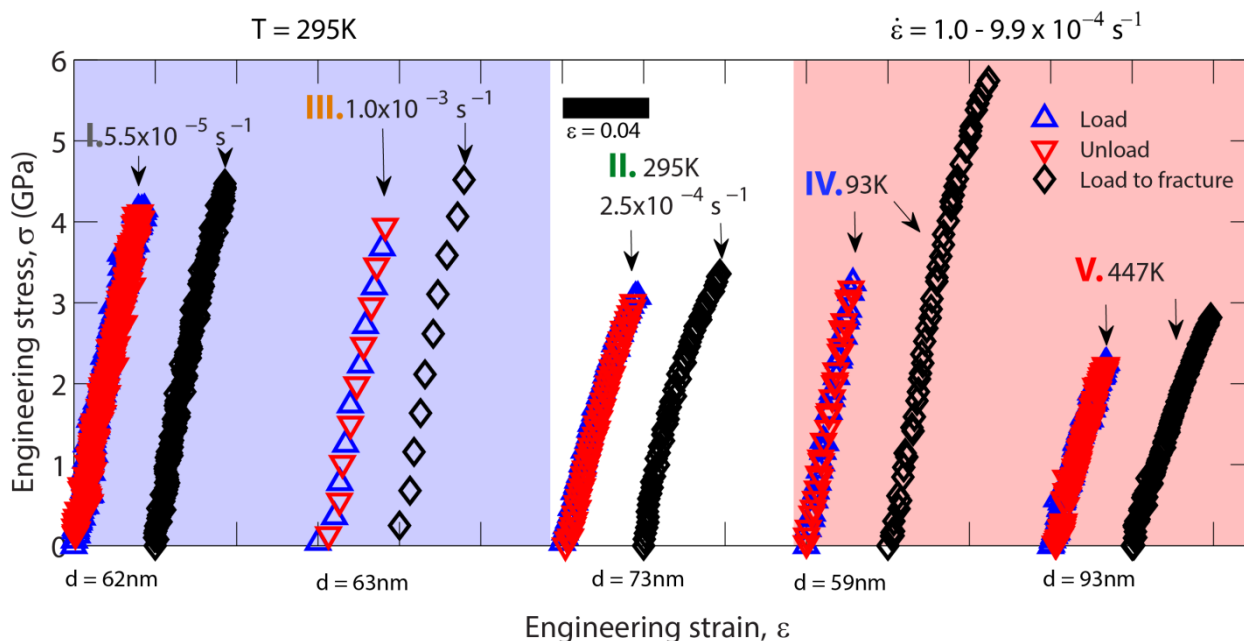 T = 295K
ε̇ = 1.0 - 9.9 x 10⁻⁴ s⁻¹
6
5
4
3
2
1
0
Engineering stress, σ (GPa)
I. 5.5x10⁻⁵ s⁻¹
III. 1.0x10⁻³ s⁻¹
ε = 0.04
II. 295K
2.5x10⁻⁴ s⁻¹
Load
Unload
Load to fracture
IV. 93K
V. 447K
d = 62nm
d = 63nm
d = 73nm
d = 59nm
d = 93nm
Engineering strain, ε